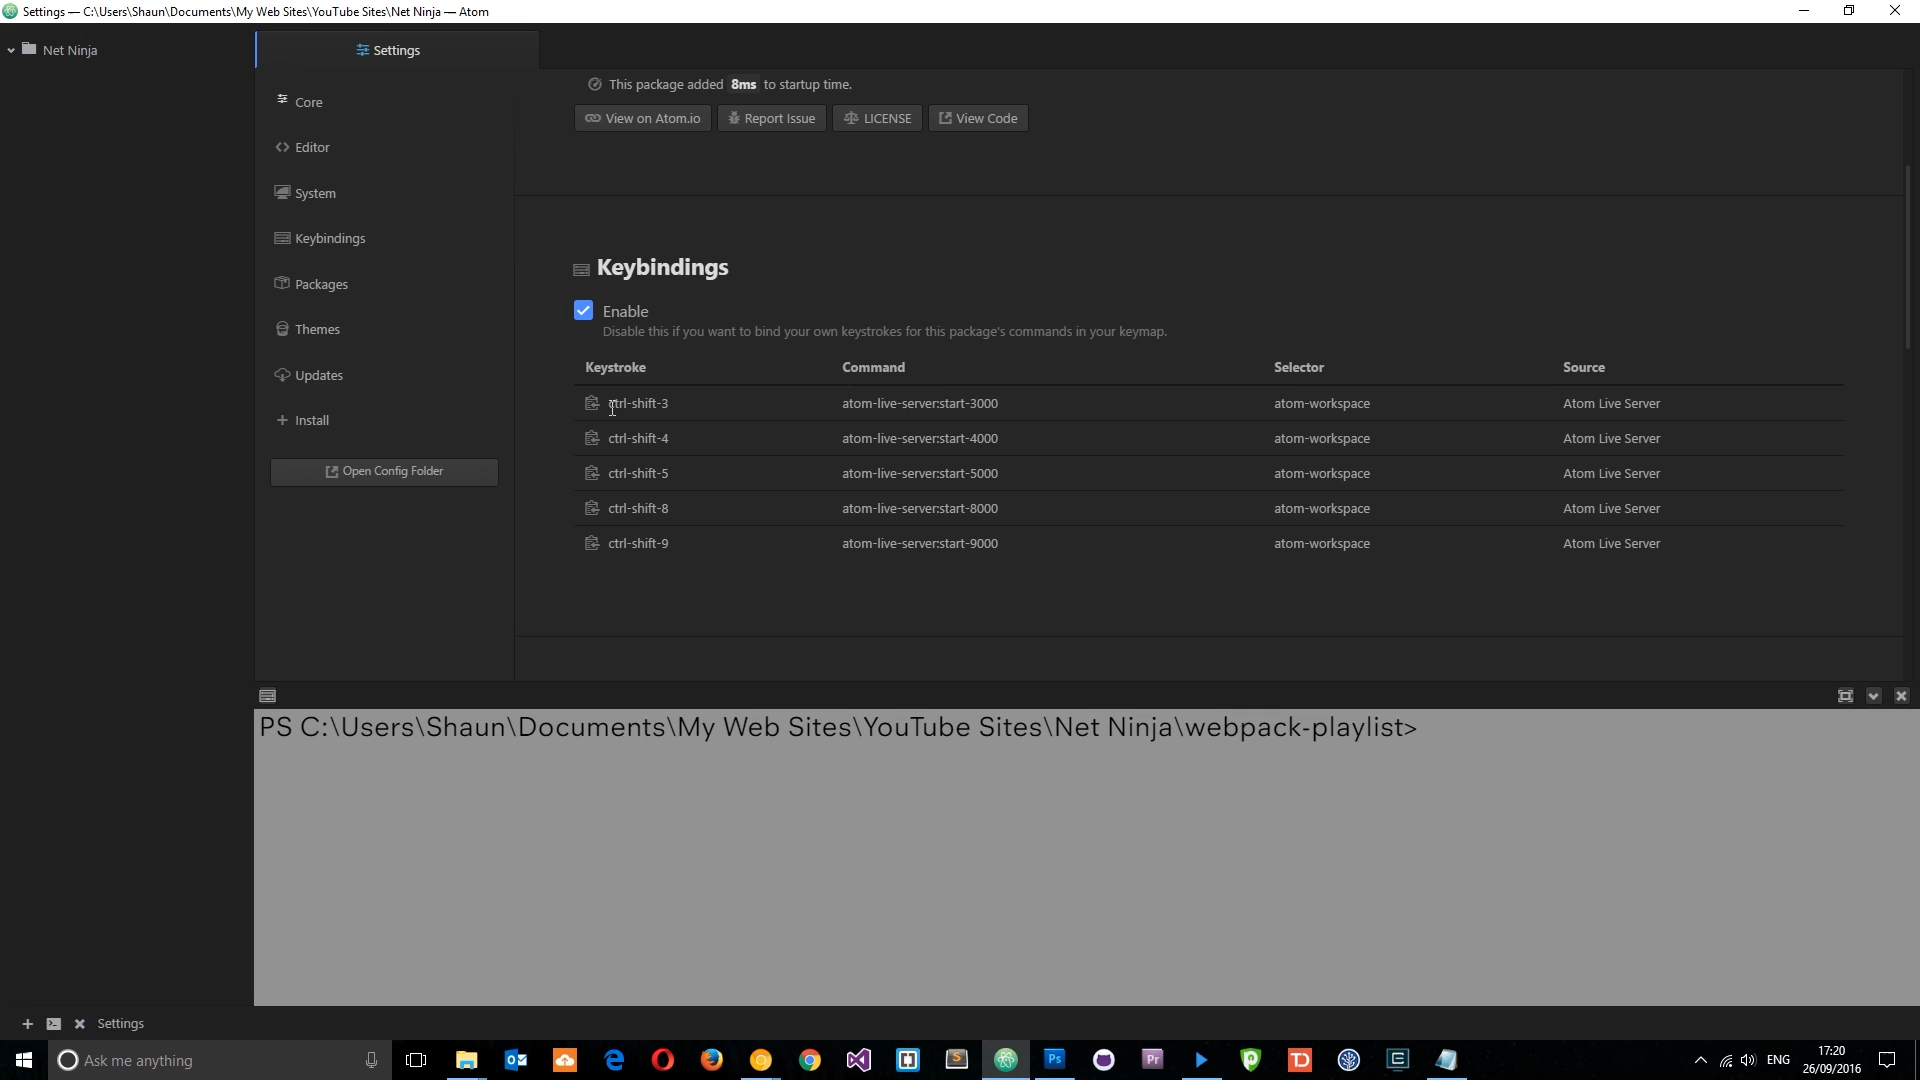 Settings — C:\Users\Shaun\Documents\My Web Sites\YouTube Sites\Net Ninja — Atom
Net Ninja
Settings
Core
Editor
System
Keybindings
Packages
Themes
Updates
+ Install
Open Config Folder
This package added 8ms to startup time.
View on Atom.io
Report Issue
LICENSE
View Code
Keybindings
Enable
Disable this if you want to bind your own keystrokes for this package's commands in your keymap.
Keystroke Command Selector Source
ctrl-shift-3 atom-live-server:start-3000 atom-workspace Atom Live Server
ctrl-shift-4 atom-live-server:start-4000 atom-workspace Atom Live Server
ctrl-shift-5 atom-live-server:start-5000 atom-workspace Atom Live Server
ctrl-shift-8 atom-live-server:start-8000 atom-workspace Atom Live Server
ctrl-shift-9 atom-live-server:start-9000 atom-workspace Atom Live Server
PS C:\Users\Shaun\Documents\My Web Sites\YouTube Sites\Net Ninja\webpack-playlist>
Settings
Ask me anything
Ps
Pr
TD
ENG
17:20
26/09/2016